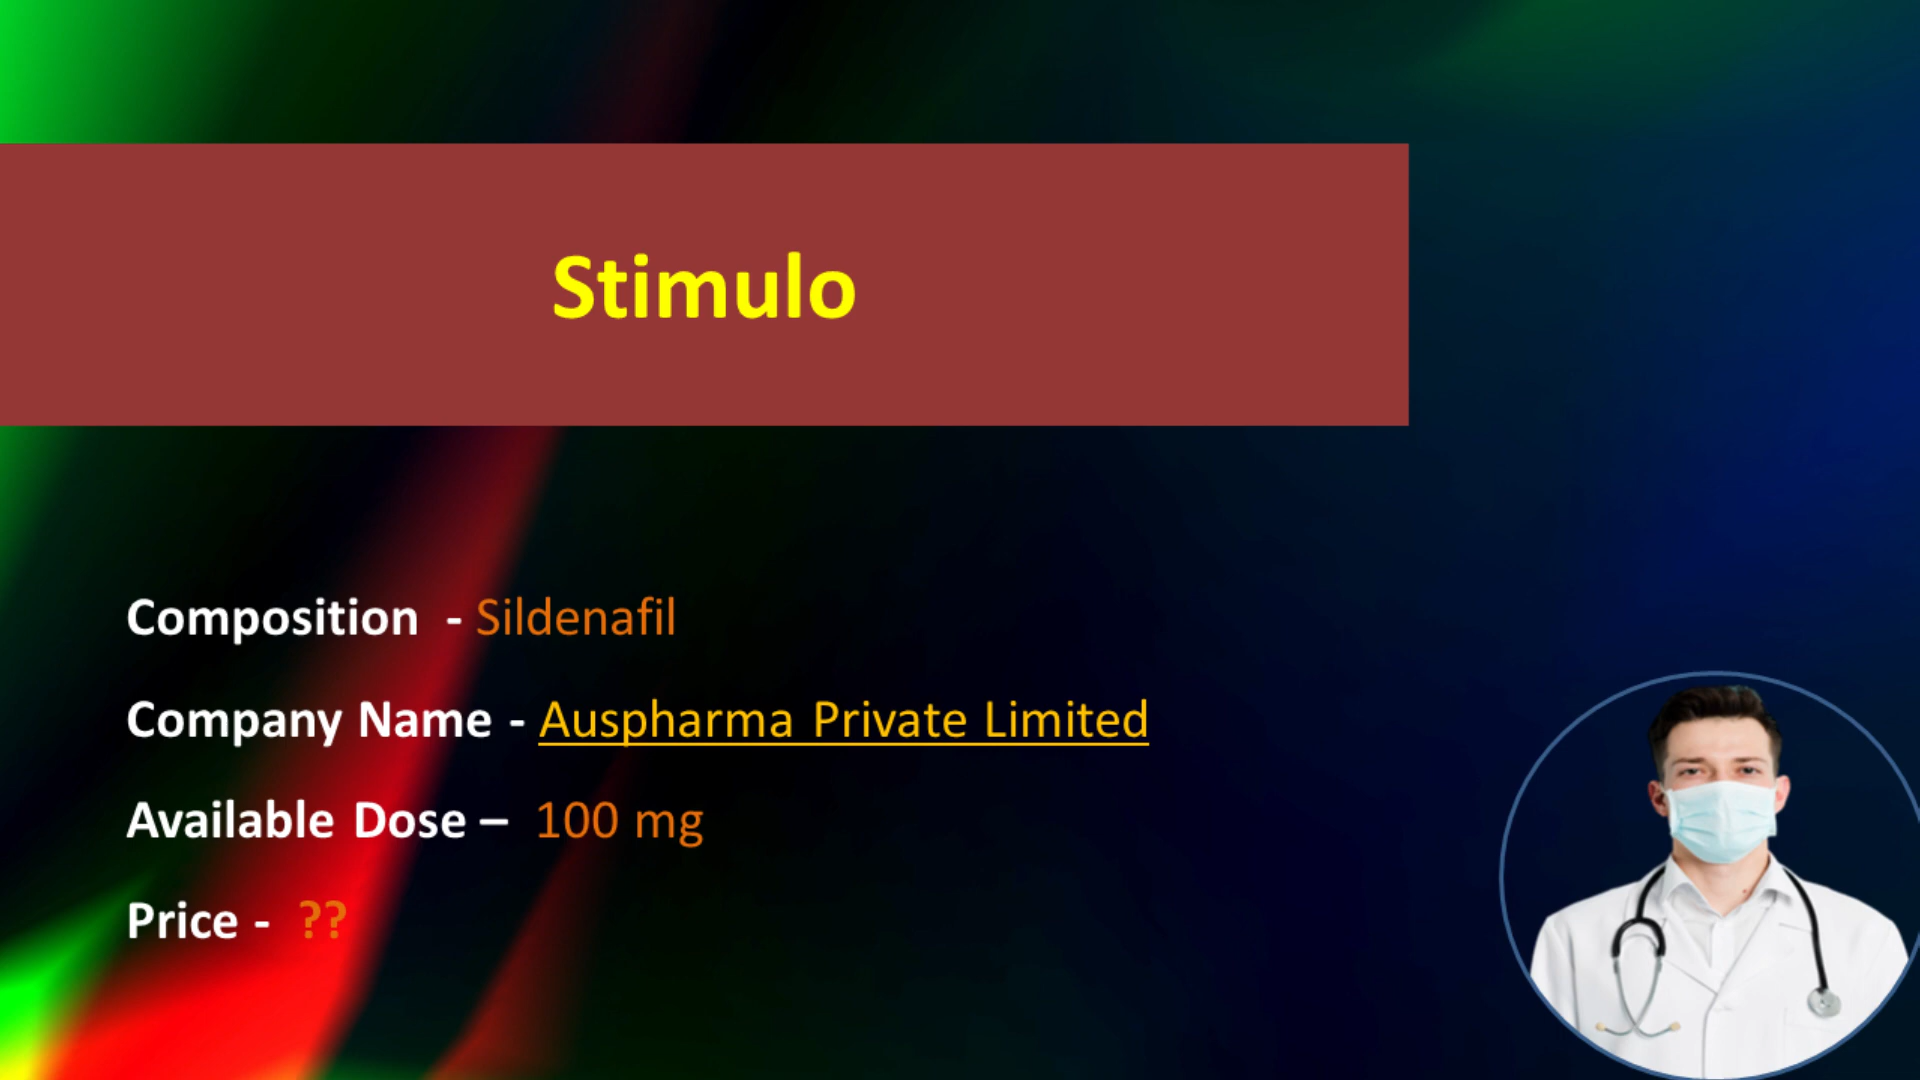 Stimulo
Composition - Sildenafil
Company Name - Auspharma Private Limited
Available Dose – 100 mg
Price - ??